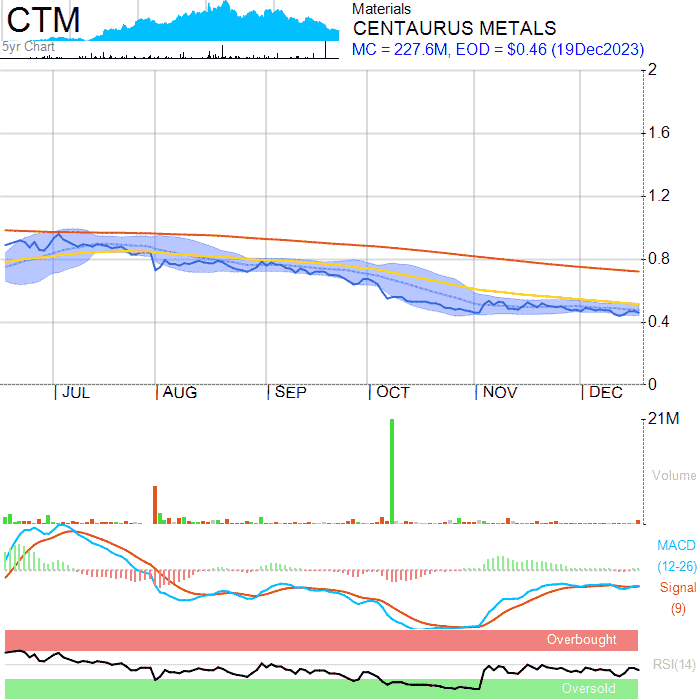 CTM
5yr Chart
Materials
CENTAURUS METALS
MC = 227.6M, EOD = $0.46 (19Dec2023)
2
1.6
1.2
0.8
0.4
0
JUL AUG SEP OCT NOV DEC
21M
Volume
MACD
(12-26)
Signal
(9)
Overbought
RSI(14)
Oversold